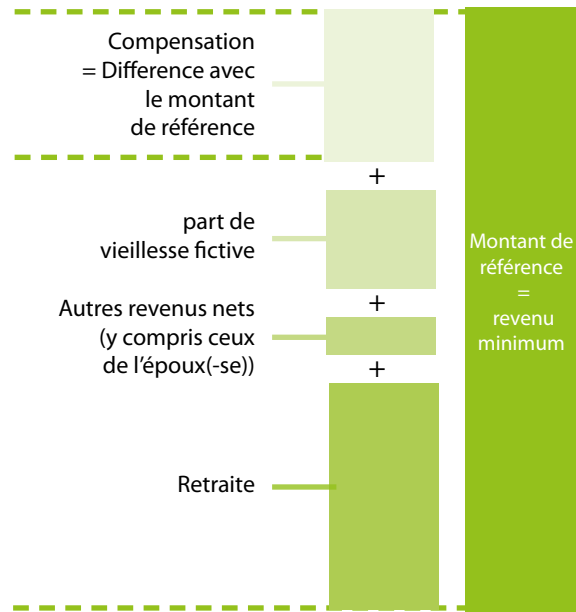 Compensation
= Difference avec
le montant
de référence
+
part de
vieillesse fictive
+
Autres revenus nets
(y compris ceux
de l'époux(-se))
+
Retraite
Montant de
référence
=
revenu
minimum